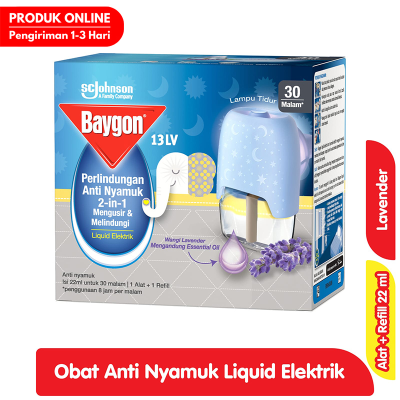 PRODUK ONLINE
Pengiriman 1-3 Hari
scJohnson
A Family Company
Baygon
13LV
Perlindungan
Anti Nyamuk
2-in-1
Mengusir &
Melindungi
Liquid Elektrik
Lampu Tidur
30
Malam*
Wangi Lavender
Mengandung Essential Oil
Anti nyamuk
Isi 22ml untuk 30 malam | 1 Alat + 1 Refill
*penggunaan 8 jam per malam
Lavender
Alat + Refill 22 ml
Obat Anti Nyamuk Liquid Elektrik